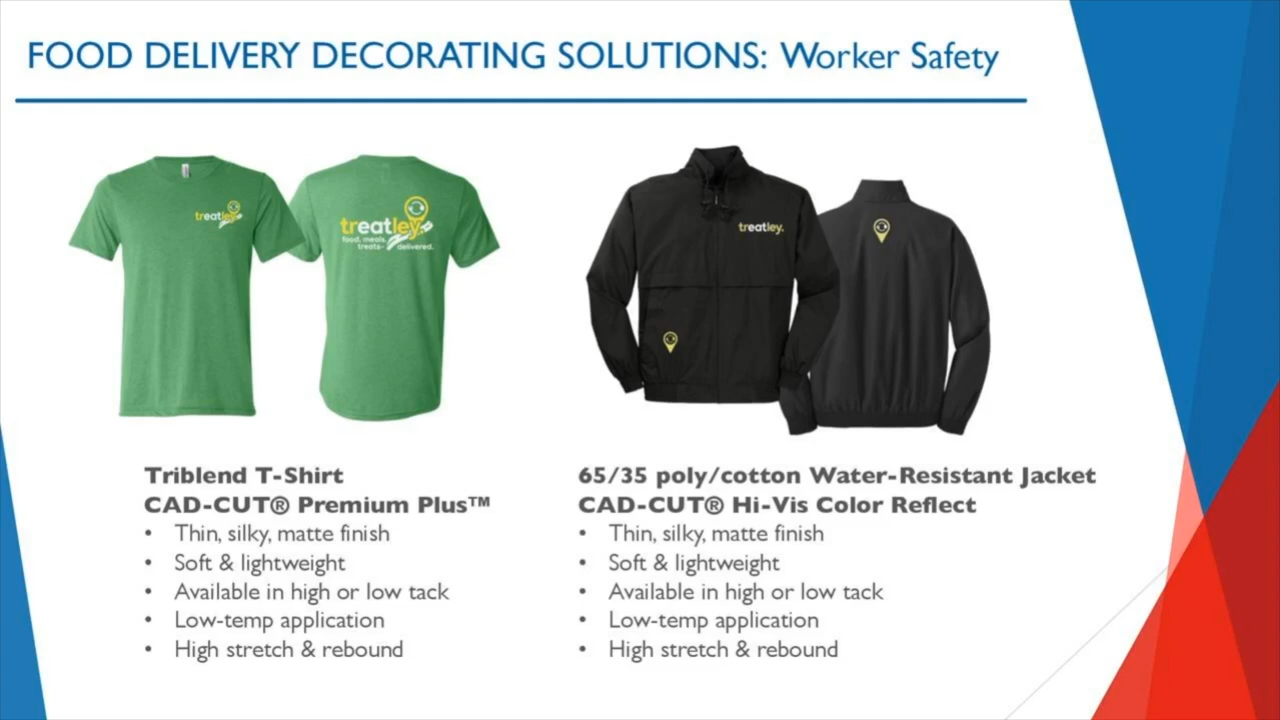 FOOD DELIVERY DECORATING SOLUTIONS: Worker Safety
treatley.
treatley.
food, meals,
treats- delivered.
treatley.
Triblend T-Shirt
CAD-CUT® Premium Plus™
• Thin, silky, matte finish
• Soft & lightweight
• Available in high or low tack
• Low-temp application
• High stretch & rebound
65/35 poly/cotton Water-Resistant Jacket
CAD-CUT® Hi-Vis Color Reflect
• Thin, silky, matte finish
• Soft & lightweight
• Available in high or low tack
• Low-temp application
• High stretch & rebound